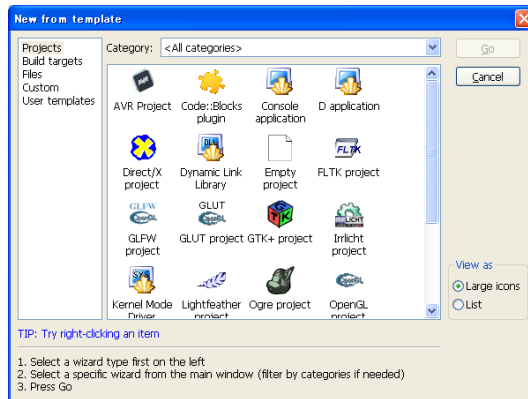 New from template
Projects
Build targets
Files
Custom
User templates
Category: <All categories>
Go
Cancel
AVR Project
Code::Blocks
plugin
Console
application
D application
Direct/X
project
Dynamic Link
Library
Empty
project
FLTK project
GLFW
project
GLUT project
GTK+ project
Irrlicht
project
Kernel Mode
Driver
Lightfeather
project
Ogre project
OpenGL
project
View as
Large icons
List
TIP: Try right-clicking an item
1. Select a wizard type first on the left
2. Select a specific wizard from the main window (filter by categories if needed)
3. Press Go